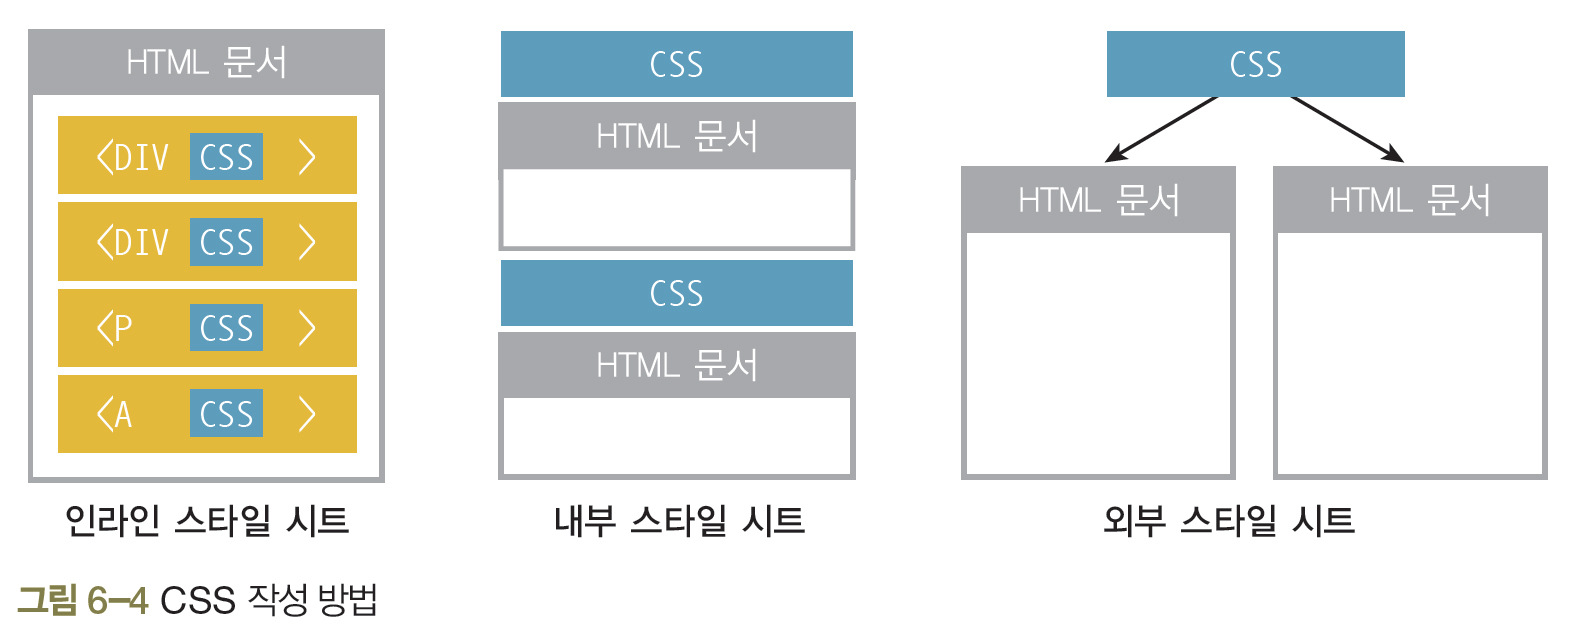 HTML 문서
<DIV CSS >
<DIV CSS >
<P CSS >
<A CSS >
인라인 스타일 시트
CSS
HTML 문서
CSS
HTML 문서
내부 스타일 시트
CSS
HTML 문서
HTML 문서
외부 스타일 시트
그림 6-4 CSS 작성 방법